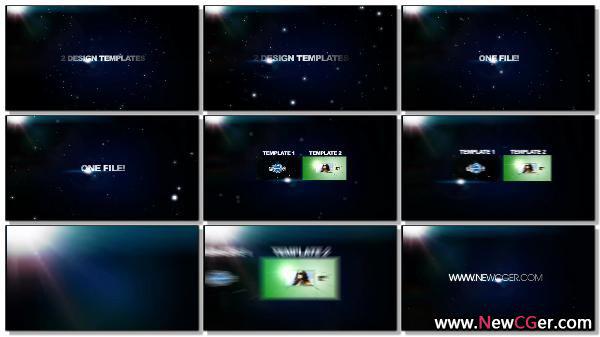 2 DESIGN TEMPLATES
2 DESIGN TEMPLATES
ONE FILE!
ONE FILE!
TEMPLATE 1 TEMPLATE 2
TEMPLATE 1 TEMPLATE 2
TEMPLATE 2
WWW.NEWCGER.COM
www.NewCGer.com